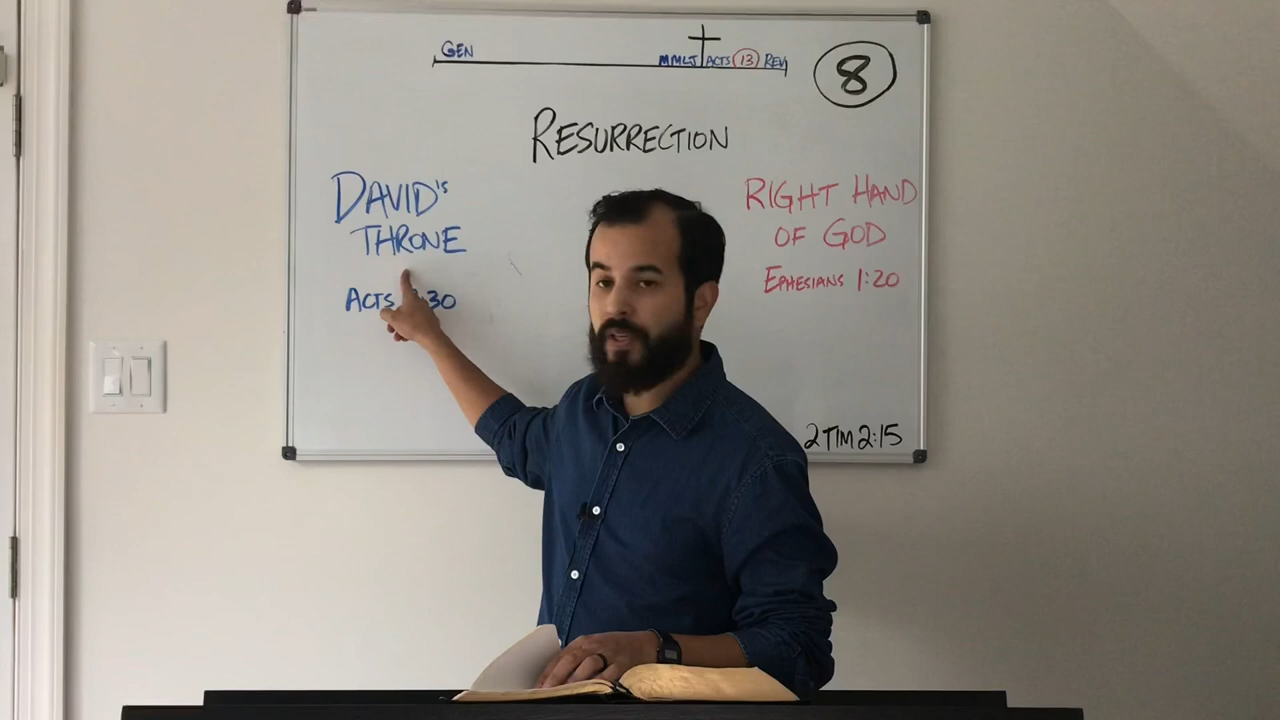 GEN
MMLJ ACTS 13 REV
8
RESURRECTION
DAVID's
THRONE
ACTS :30
RIGHT HAND
OF GOD
EPHESIANS 1:20
2 TIM 2:15